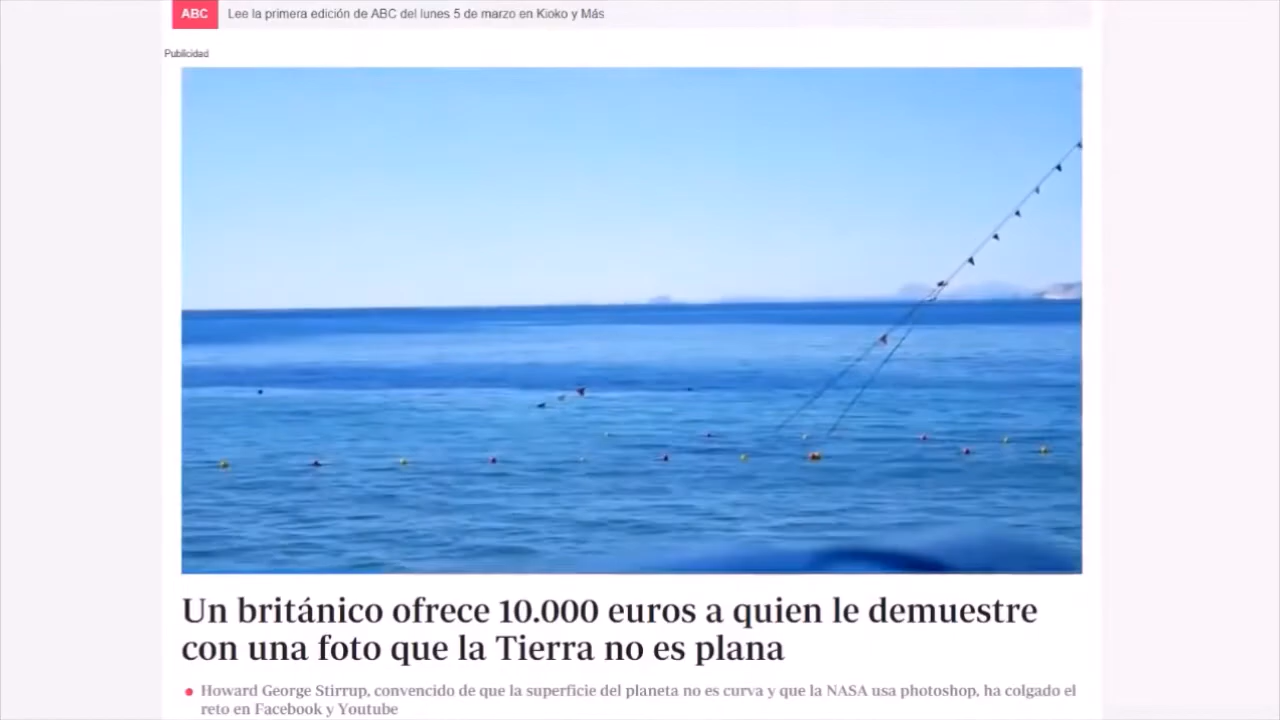 ABC Lee la primera edición de ABC del lunes 5 de marzo en Kioko y Más
Publicidad
Un británico ofrece 10.000 euros a quien le demuestre
con una foto que la Tierra no es plana
Howard George Stirrup, convencido de que la superficie del planeta no es curva y que la NASA usa photoshop, ha colgado el
reto en Facebook y Youtube